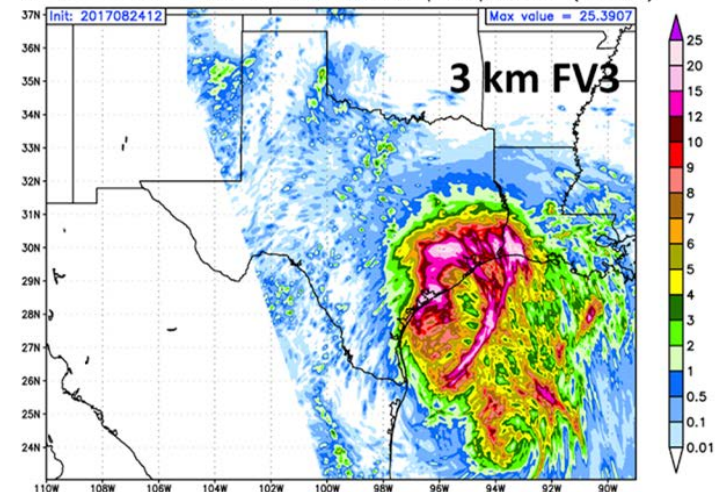 Init: 2017082412
Max value = 25.3907
3 km FV3
37N
36N
35N
34N
33N
32N
31N
30N
29N
28N
27N
26N
25N
24N
110W
108W
106W
104W
102W
100W
98W
96W
94W
92W
90W
25
20
15
12
10
9
8
7
6
5
4
3
2
1
0.5
0.1
0.01